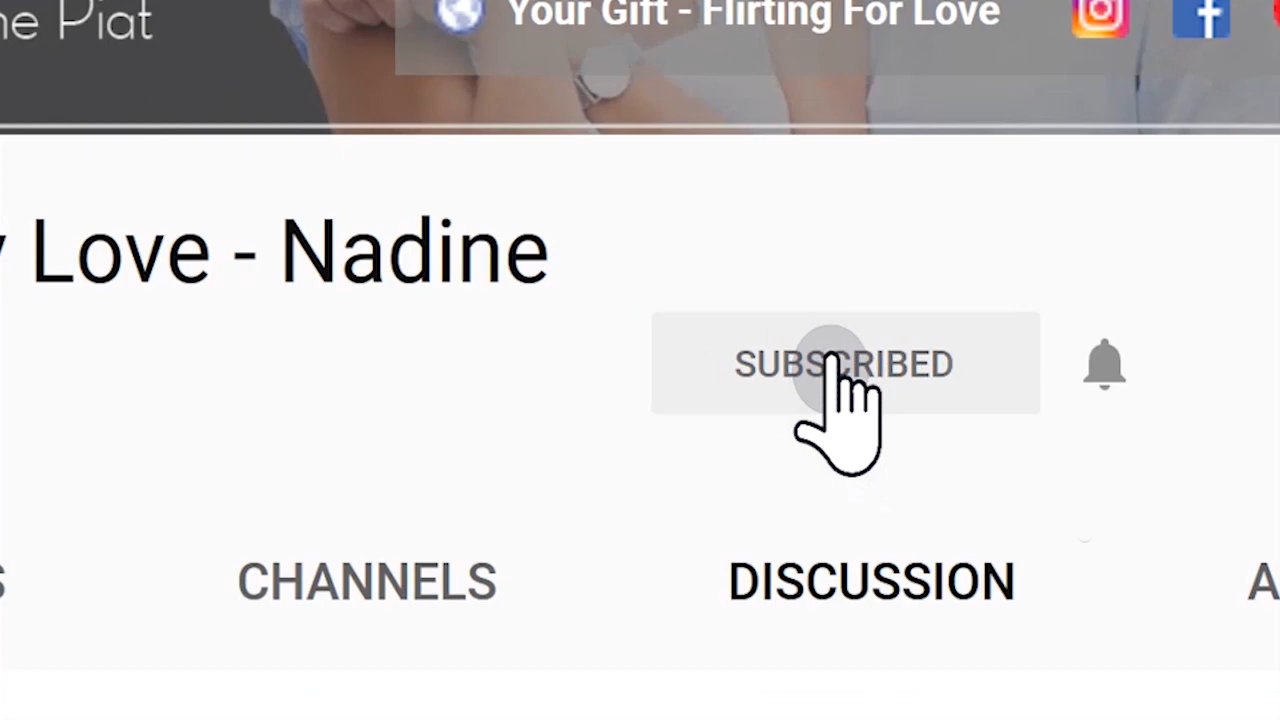 ne Piat
Your Gift - Flirting For Love
y Love - Nadine
SUBSCRIBED
S
CHANNELS
DISCUSSION
A